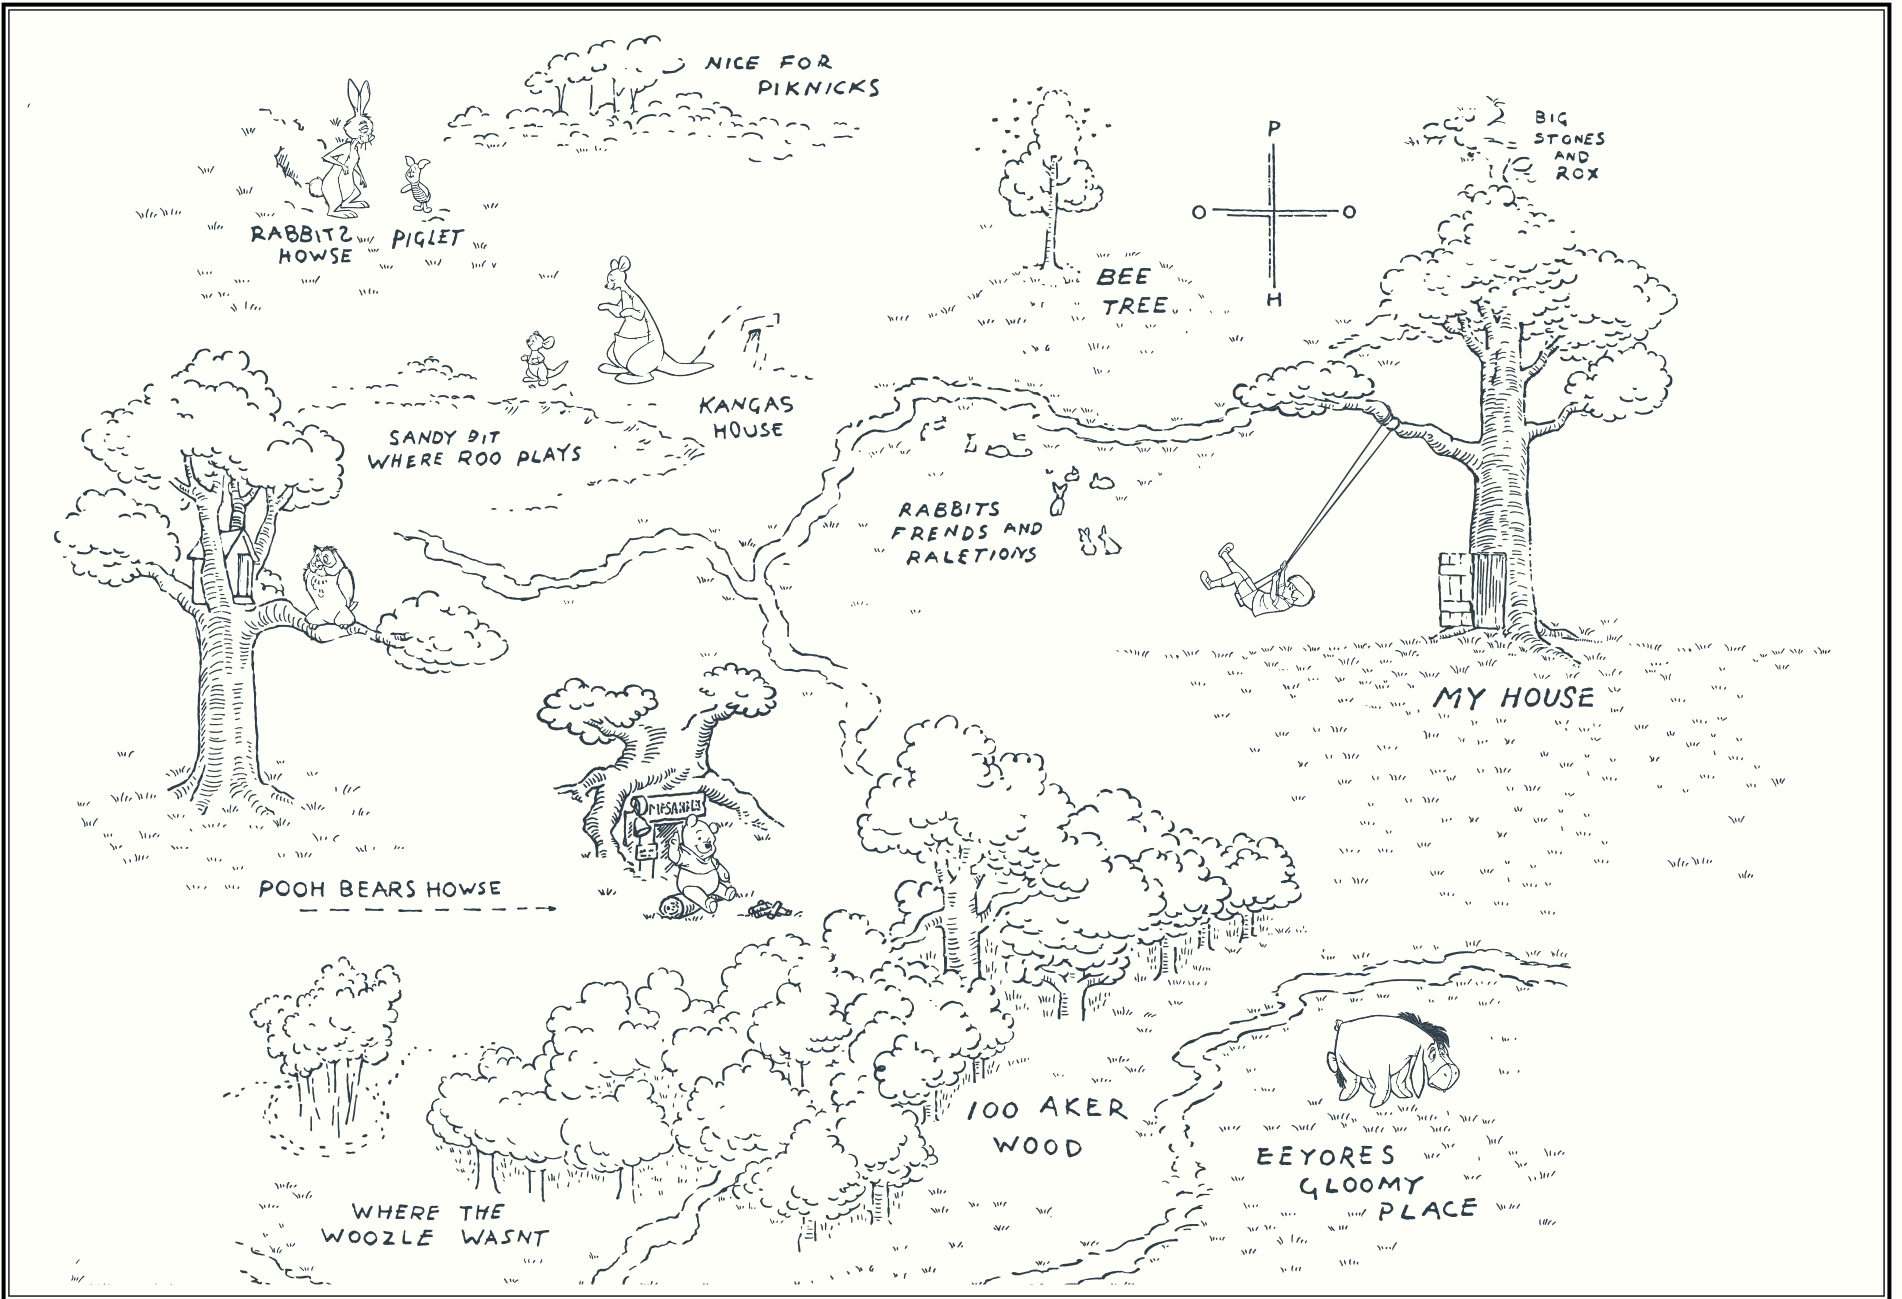 NICE FOR
PIKNICKS
BIG
STONES
AND
ROX
P
O
O
H
RABBITS
HOWSE
PIGLET
BEE
TREE
KANGAS
HOUSE
SANDY PIT
WHERE ROO PLAYS
RABBITS
FRENDS AND
RALETIONS
MY HOUSE
POOH BEARS HOWSE
100 AKER
WOOD
EEYORES
GLOOMY
PLACE
WHERE THE
WOOZLE WASNT